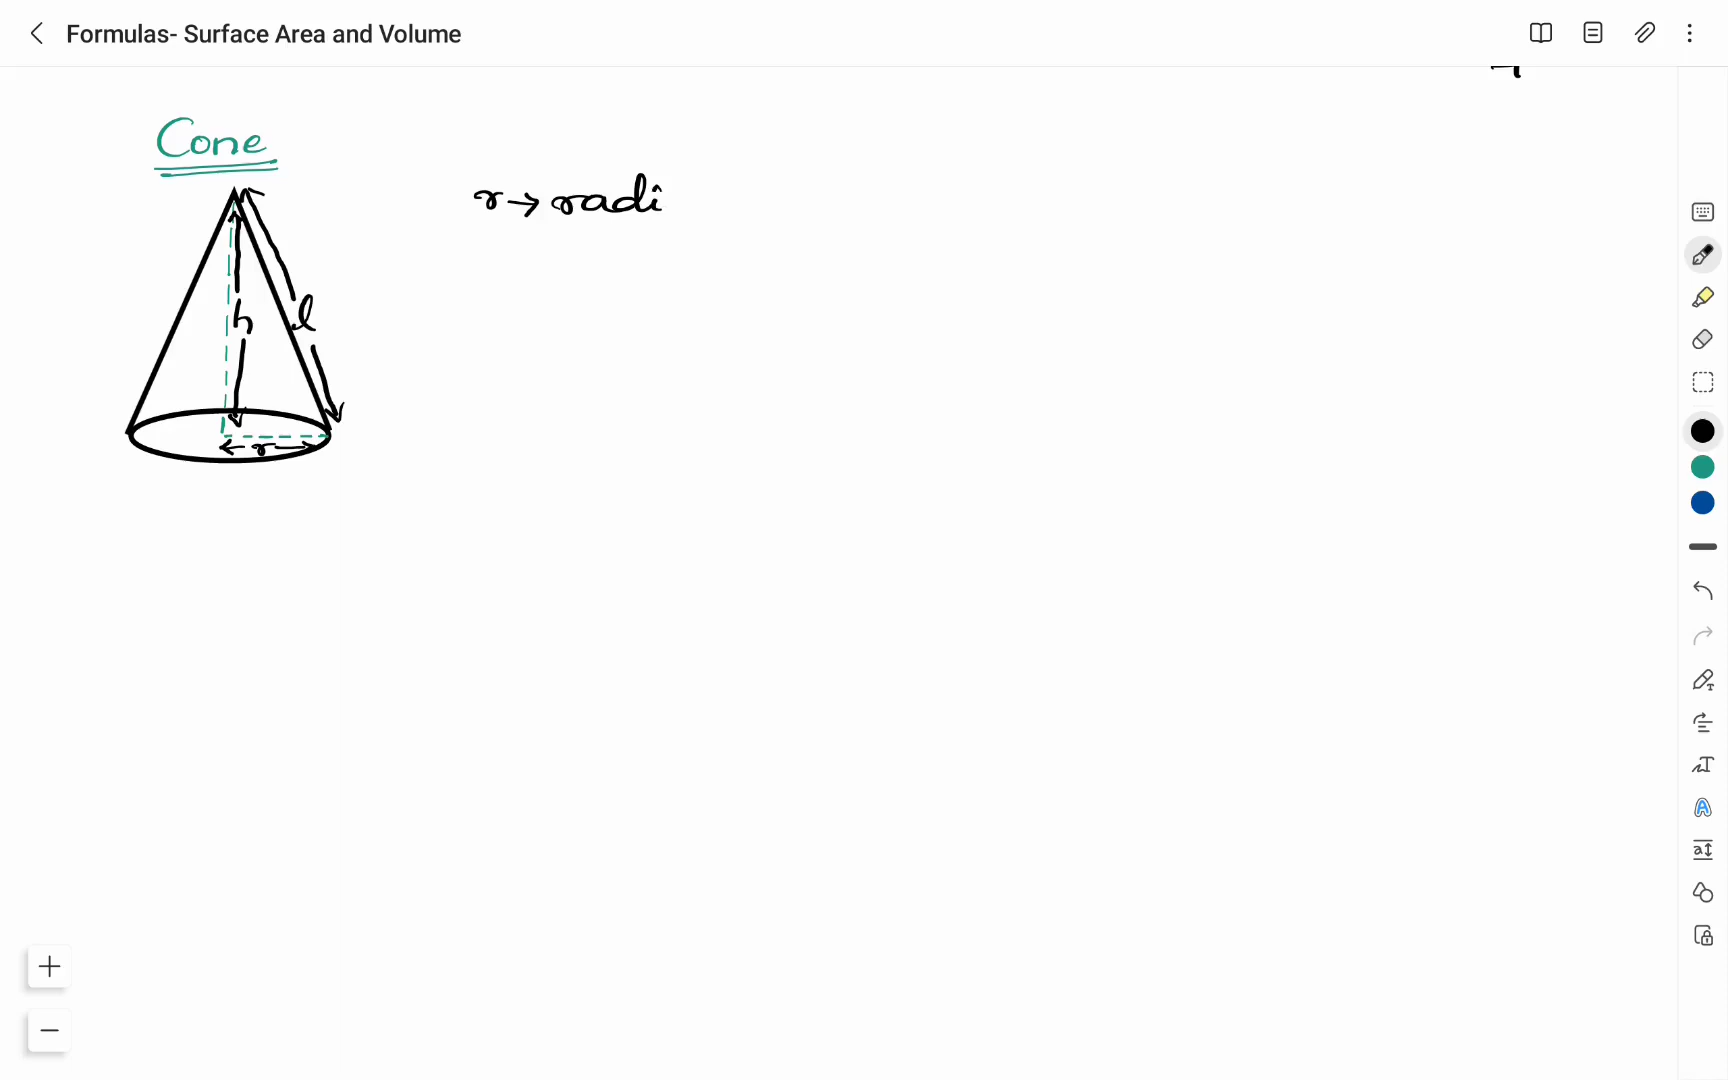 Formulas- Surface Area and Volume
Cone
r → radi
h
l
r